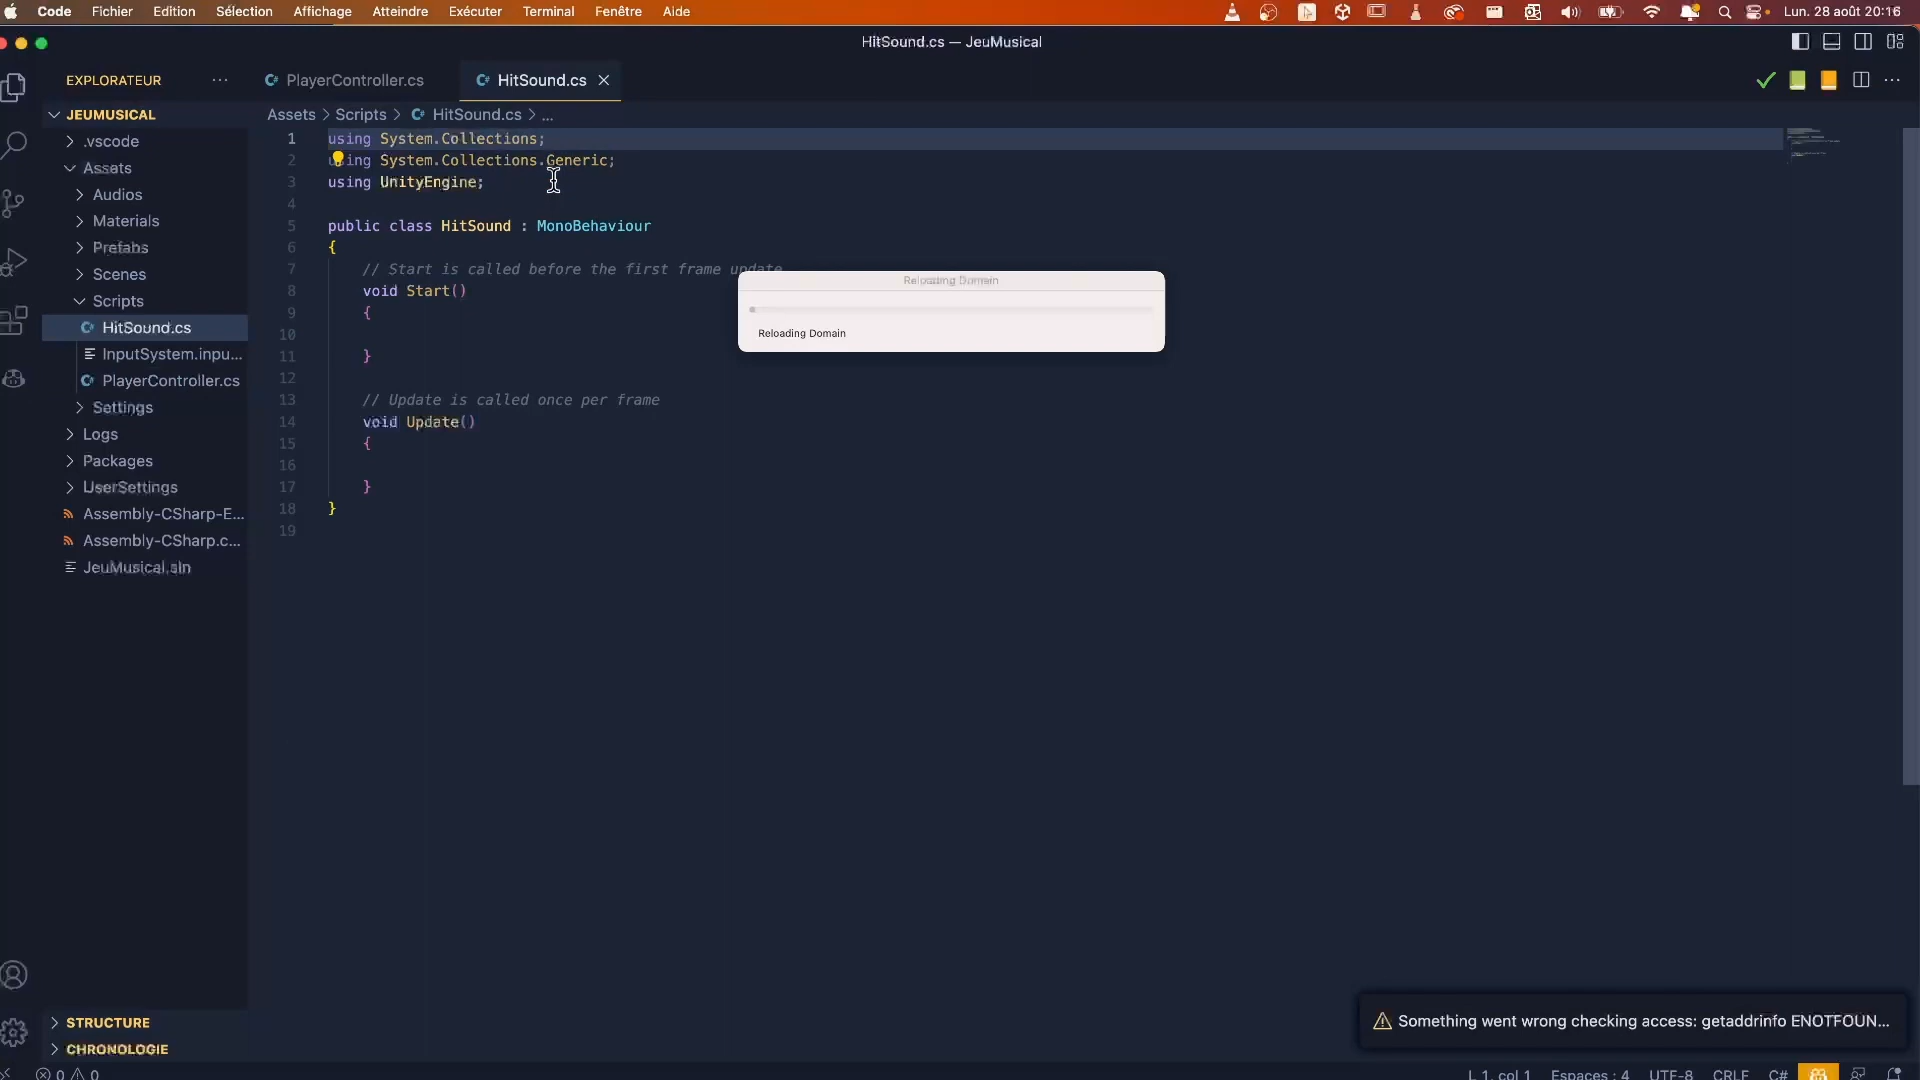 Code Fichier Edition Sélection Affichage Atteindre Exécuter Terminal Fenêtre Aide Lun. 28 août 20:16
HitSound.cs — JeuMusical
EXPLORATEUR
PlayerController.cs
HitSound.cs
JEUMUSICAL
Assets > Scripts > HitSound.cs > ...
.vscode
Assets
Audios
Materials
Prefabs
Scenes
Scripts
HitSound.cs
InputSystem.inpu...
PlayerController.cs
Settings
Logs
Packages
UserSettings
Assembly-CSharp-E...
Assembly-CSharp.c...
JeuMusical.sln
STRUCTURE
CHRONOLOGIE
1 using System.Collections;
2 using System.Collections.Generic;
3 using UnityEngine;
4
5 public class HitSound : MonoBehaviour
6 {
7 // Start is called before the first frame update
8 void Start()
9 {
10
11 }
12
13 // Update is called once per frame
14 void Update()
15 {
16
17 }
18 }
19
Reloading Domain
Reloading Domain
Something went wrong checking access: getaddrinfo ENOTFOUN...
0 0
L 1, col 1 Espaces : 4 UTF-8 CRLF C#